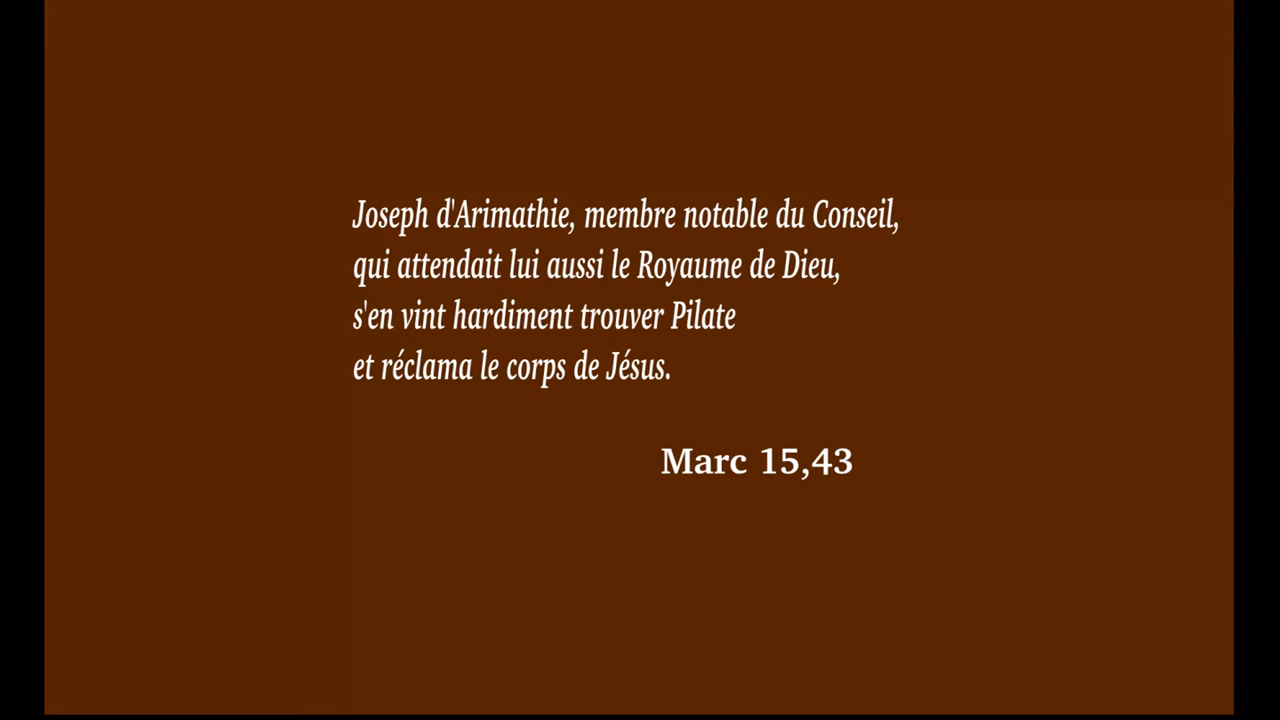 Joseph d'Arimathie, membre notable du Conseil,
qui attendait lui aussi le Royaume de Dieu,
s'en vint hardiment trouver Pilate
et réclama le corps de Jésus.
Marc 15,43